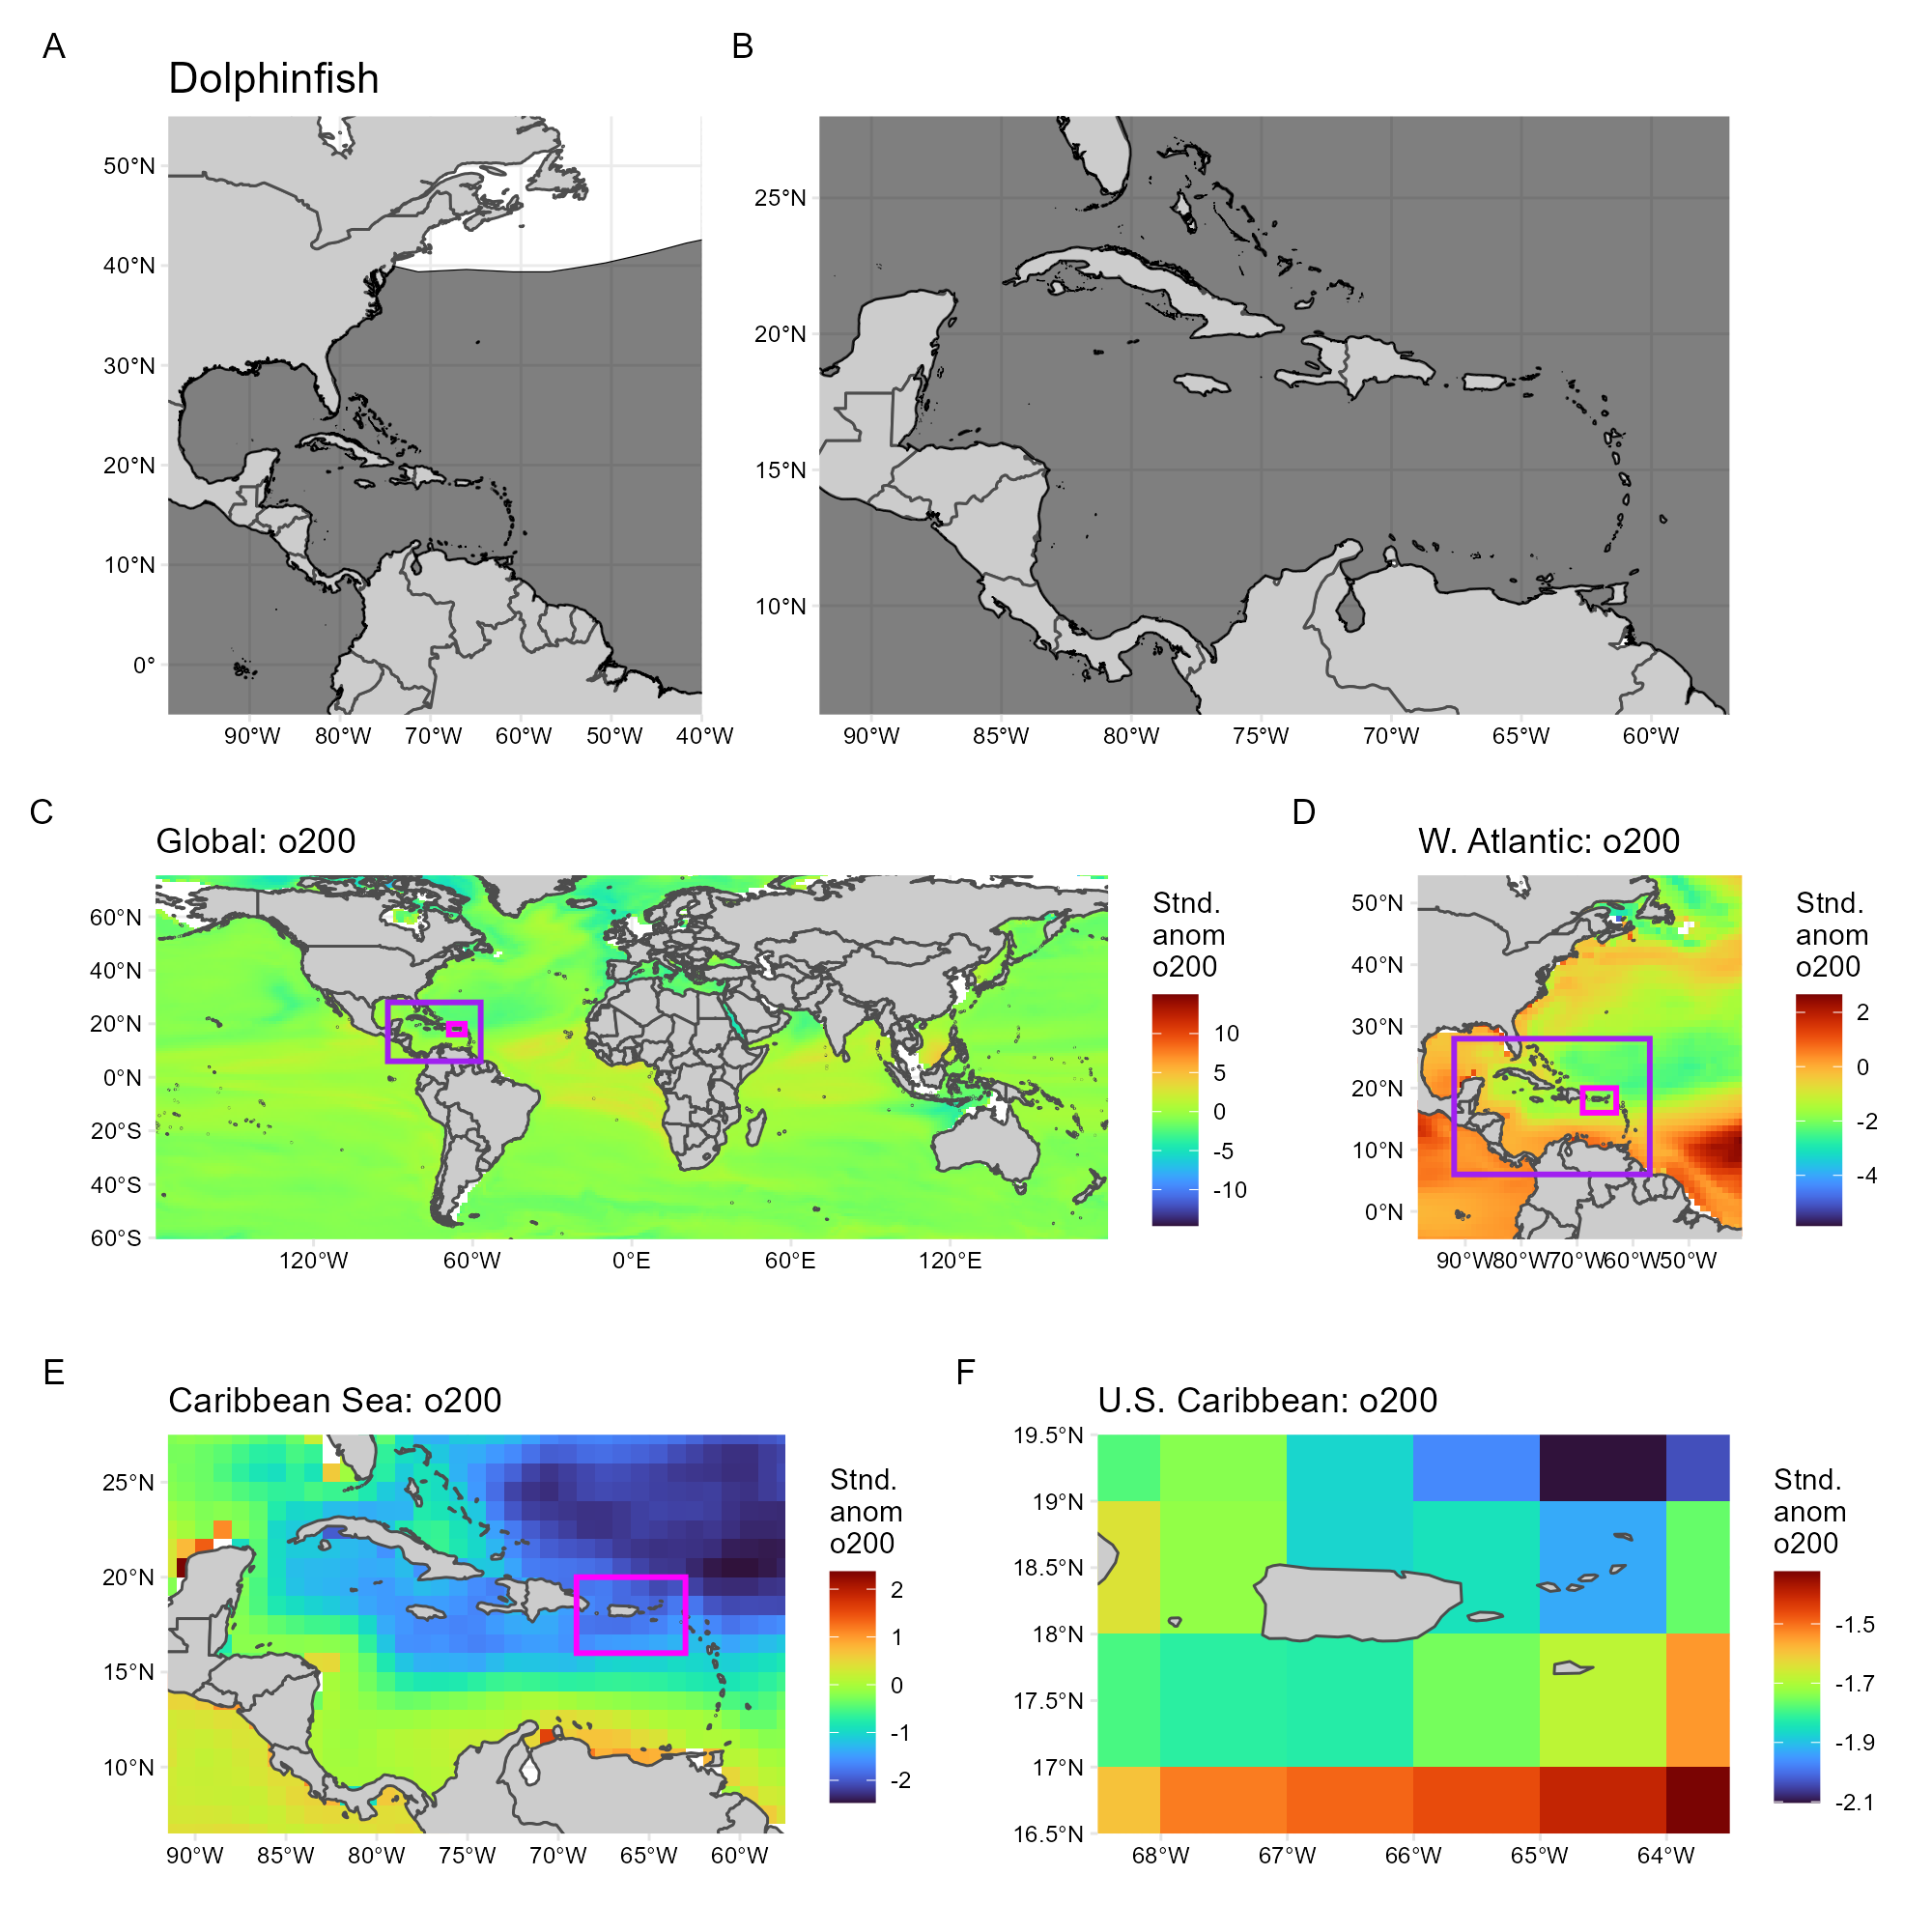 A
B
Dolphinfish
50°N
40°N
30°N
20°N
10°N
0°
90°W 80°W 70°W 60°W 50°W 40°W
25°N
20°N
15°N
10°N
90°W 85°W 80°W 75°W 70°W 65°W 60°W
C
Global: o200
60°N
40°N
20°N
0°N
20°S
40°S
60°S
120°W 60°W 0°E 60°E 120°E
Stnd.
anom
o200
10
5
0
-5
-10
D
W. Atlantic: o200
50°N
40°N
30°N
20°N
10°N
0°N
90°W 80°W 70°W 60°W 50°W
Stnd.
anom
o200
2
0
-2
-4
E
Caribbean Sea: o200
25°N
20°N
15°N
10°N
90°W 85°W 80°W 75°W 70°W 65°W 60°W
Stnd.
anom
o200
2
1
0
-1
-2
F
U.S. Caribbean: o200
19.5°N
19°N
18.5°N
18°N
17.5°N
17°N
16.5°N
68°W 67°W 66°W 65°W 64°W
Stnd.
anom
o200
-1.5
-1.7
-1.9
-2.1